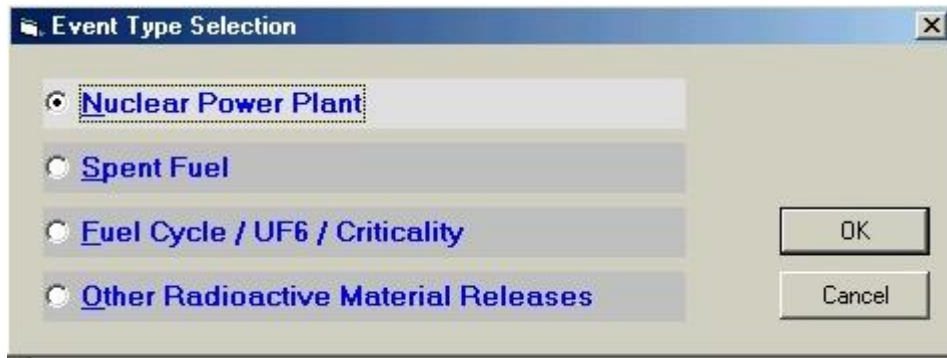 Event Type Selection
Nuclear Power Plant
Spent Fuel
Fuel Cycle / UF6 / Criticality
OK
Other Radioactive Material Releases
Cancel